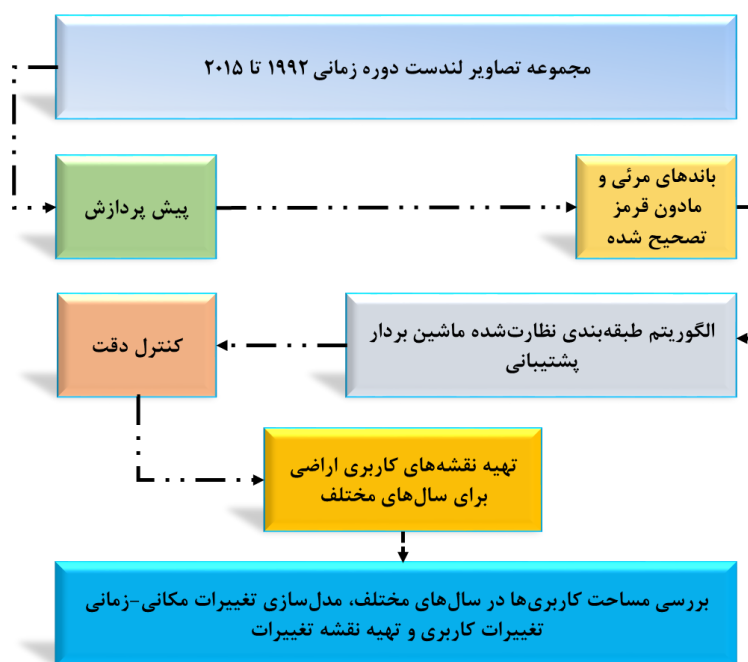 مجموعه تصاویر لندست دوره زمانی ۱۹۹۲ تا ۲۰۱۵
پیش پردازش
باندهای مرئی و
مادون قرمز
تصحیح شده
الگوریتم طبقه‌بندی نظارت‌شده ماشین بردار
پشتیبانی
کنترل دقت
تهیه نقشه‌های کاربری اراضی
برای سال‌های مختلف
بررسی مساحت کاربری‌ها در سال‌های مختلف، مدل‌سازی تغییرات مکانی-زمانی
تغییرات کاربری و تهیه نقشه تغییرات